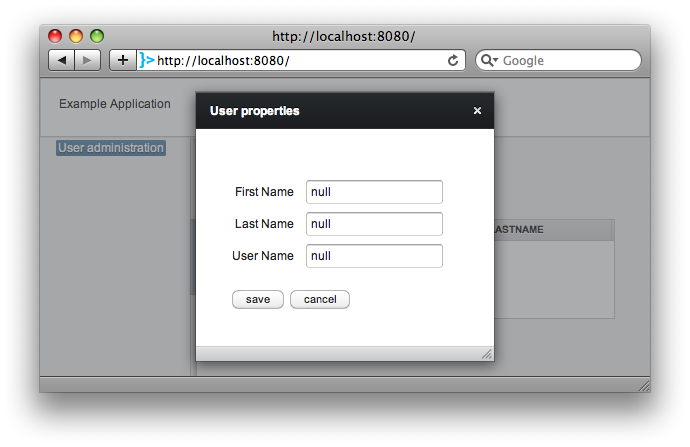 http://localhost:8080/
http://localhost:8080/
Google
Example Application
User properties
User administration
First Name null
Last Name null
LASTNAME
User Name null
save cancel